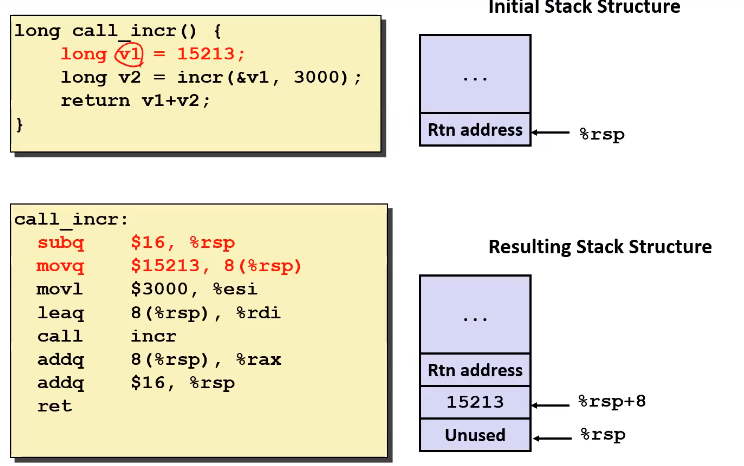 Initial Stack Structure
long call_incr() {
    long v1 = 15213;
    long v2 = incr(&v1, 3000);
    return v1+v2;
}
...
Rtn address
%rsp
call_incr:
  subq    $16, %rsp
  movq    $15213, 8(%rsp)
  movl    $3000, %esi
  leaq    8(%rsp), %rdi
  call    incr
  addq    8(%rsp), %rax
  addq    $16, %rsp
  ret
Resulting Stack Structure
...
Rtn address
15213 %rsp+8
Unused %rsp